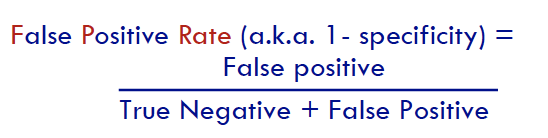 False Positive Rate (a.k.a. 1- specificity) =
False positive
True Negative + False Positive